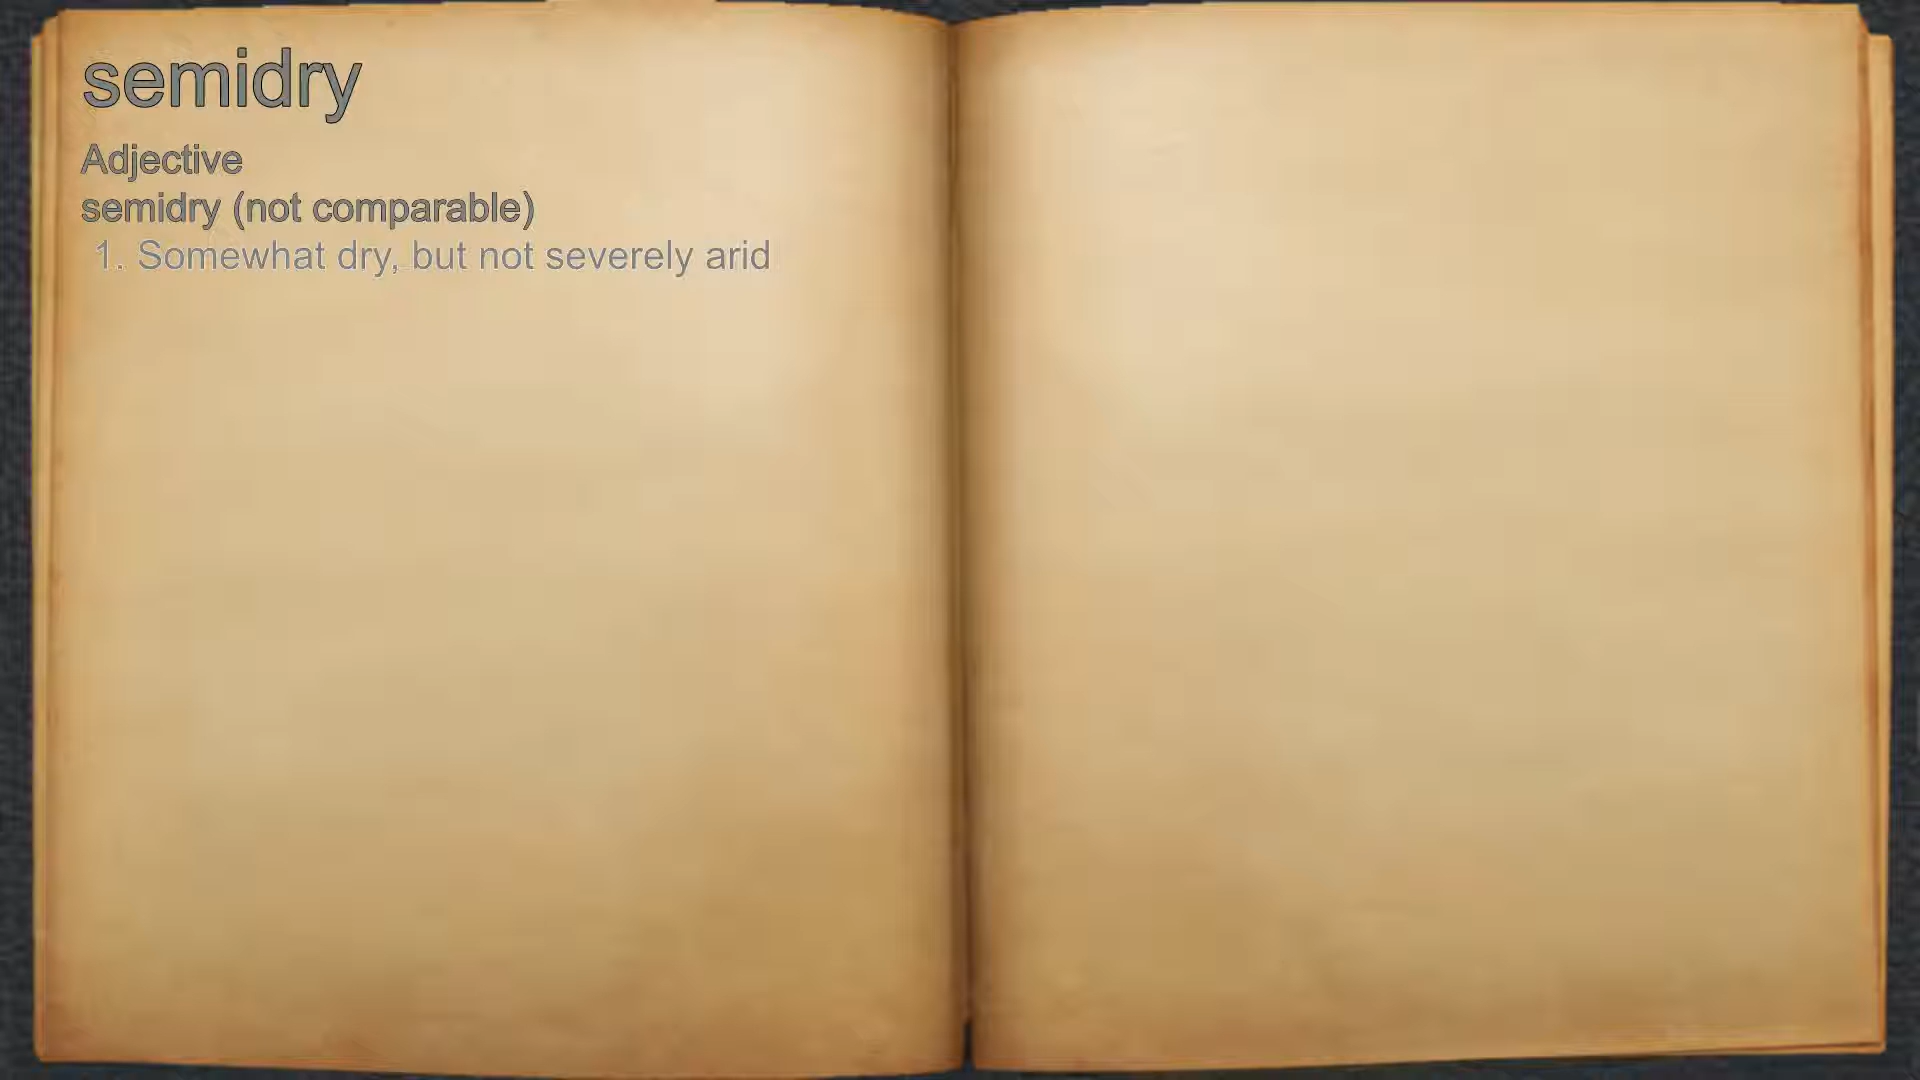 semidry
Adjective
semidry (not comparable)
1. Somewhat dry, but not severely arid